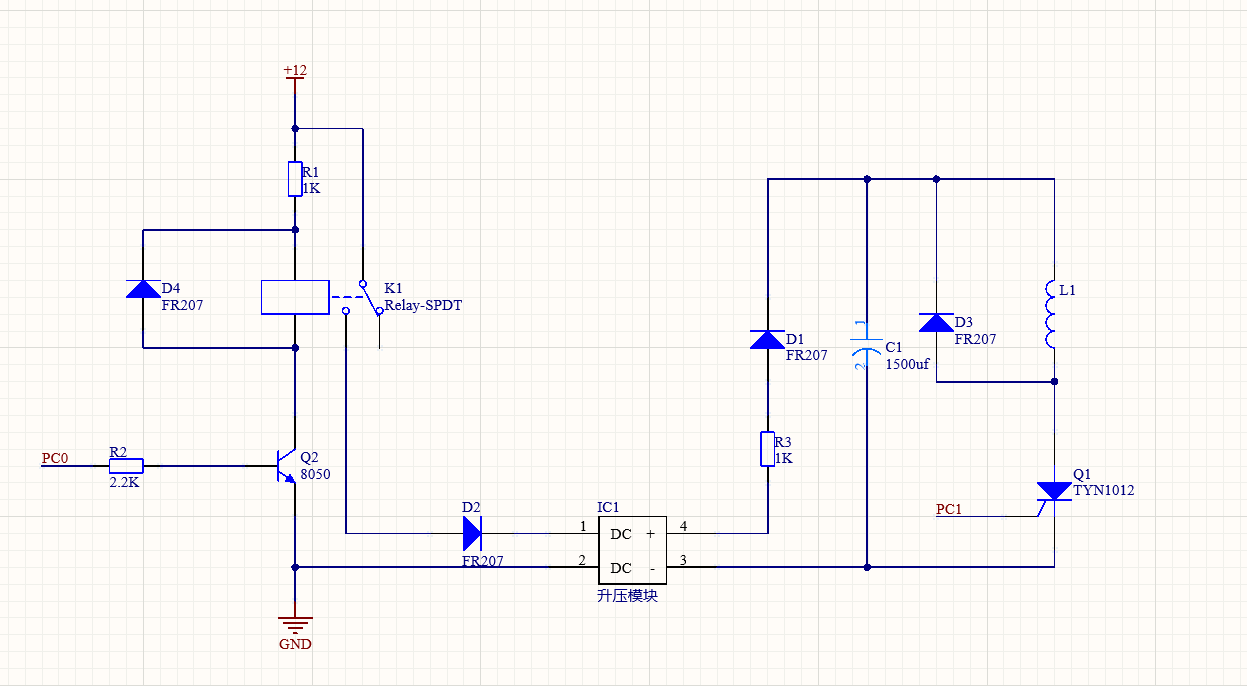 +12
R1
1K
D4
FR207
K1
Relay-SPDT
L1
1
D1
FR207
2
C1
1500uf
D3
FR207
R3
1K
PC0
R2
2.2K
Q2
8050
Q1
TYN1012
PC1
D2
FR207
IC1
1
DC
+
4
2
DC
-
3
升压模块
GND